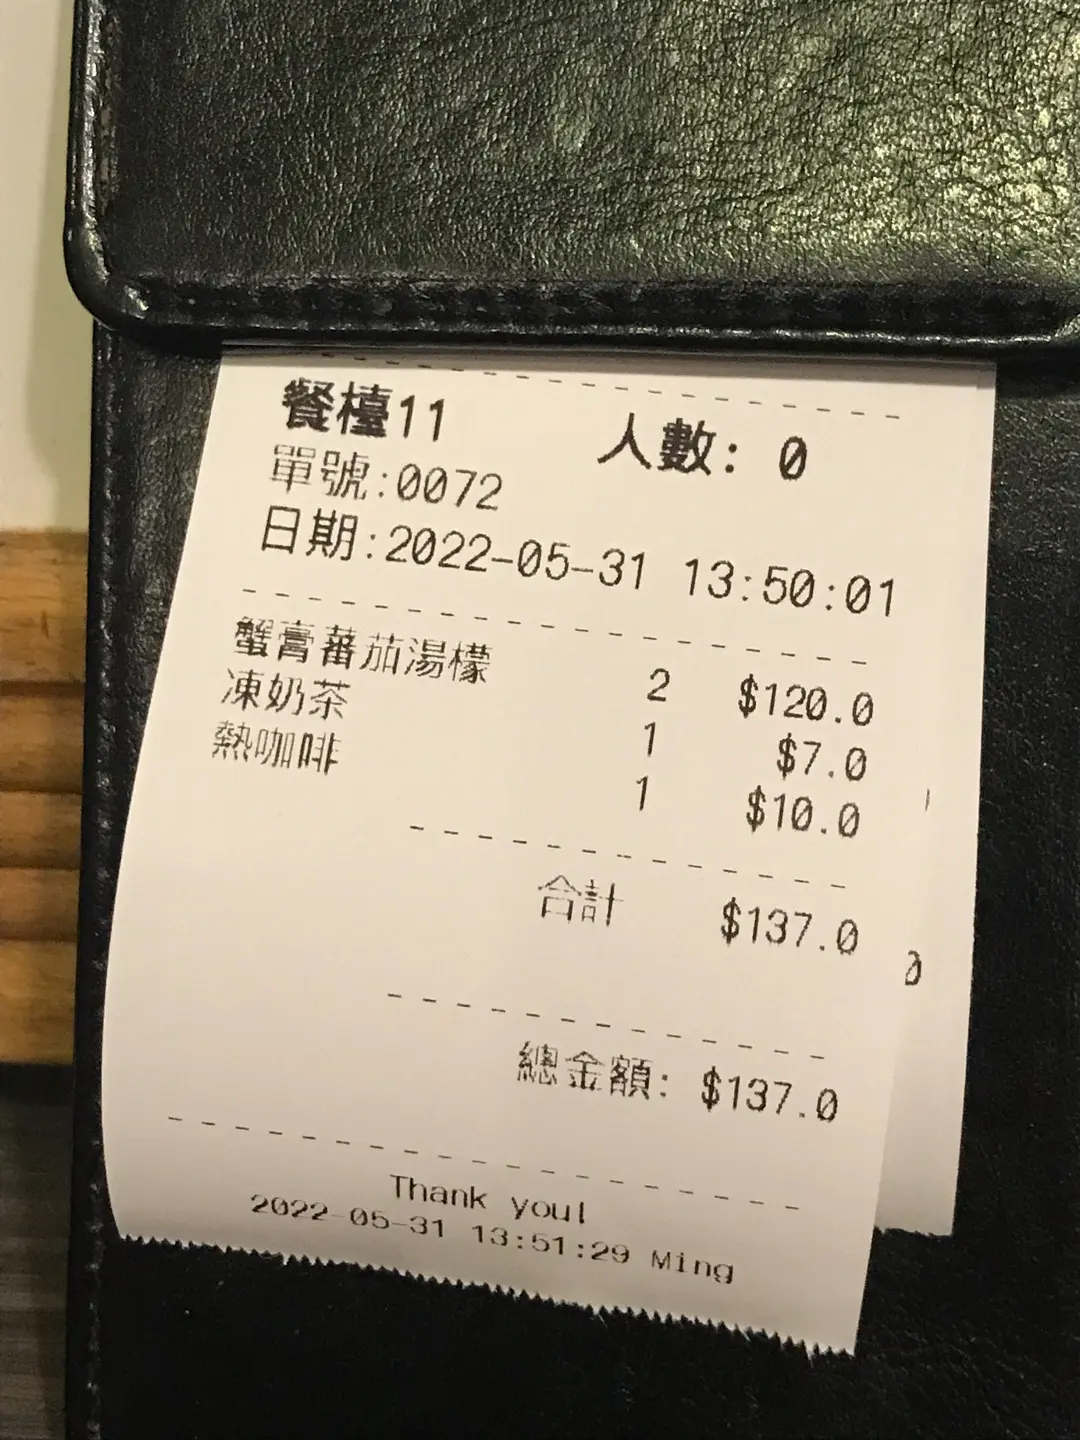 餐檯11 人數: 0
單號:0072
日期:2022-05-31 13:50:01
蟹膏蕃茄湯檬 2 $120.0
凍奶茶 1 $7.0
熱咖啡 1 $10.0
合計 $137.0
總金額: $137.0
Thank you!
2022-05-31 13:51:29 Ming